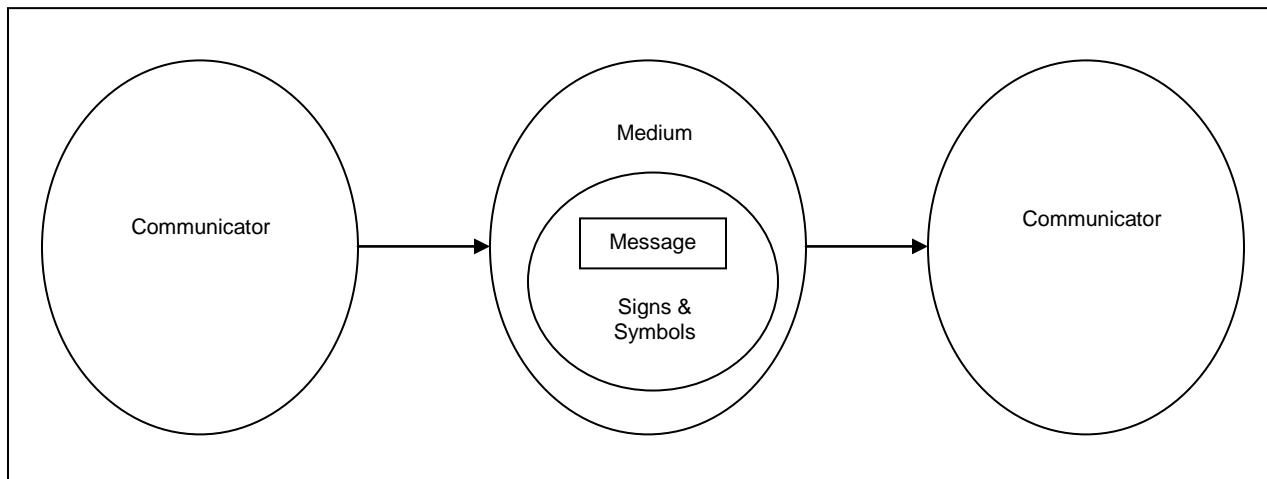 Communicator
Medium
Message
Signs &
Symbols
Communicator